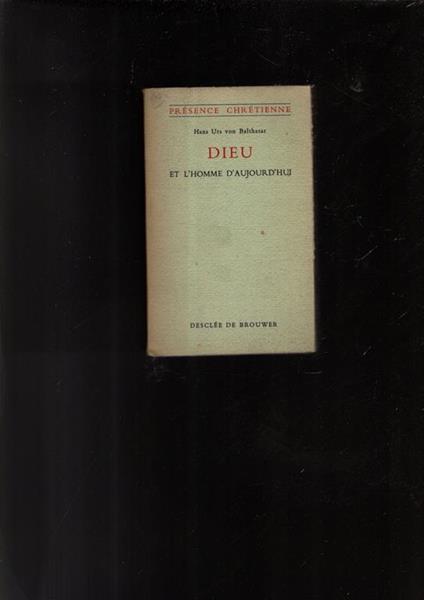 PRÉSENCE CHRÉTIENNE
Hans Urs von Balthasar
DIEU
ET L'HOMME D'AUJOURD'HUI
DESCLÉE DE BROUWER